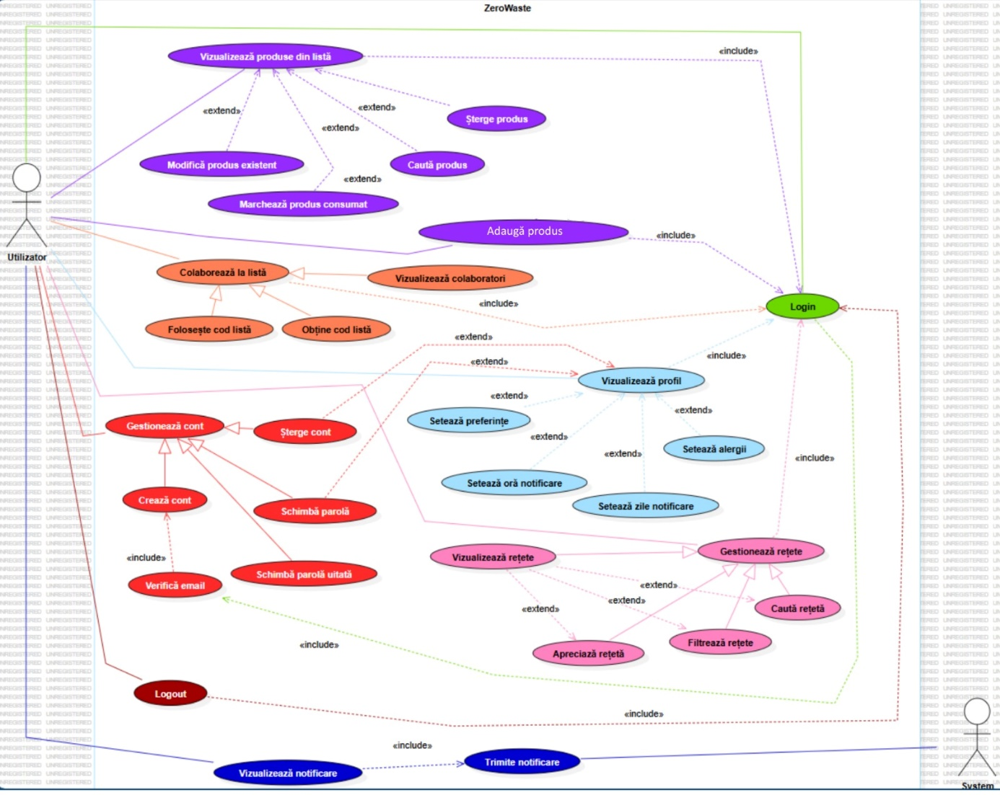 ZeroWaste
Vizualizează produse din listă
«include»
«extend»
«extend»
«extend»
Șterge produs
Modifică produs existent
Caută produs
«extend»
Marchează produs consumat
Adaugă produs
«include»
Utilizator
Colaborează la listă
Vizualizează colaboratori
«include»
Login
Folosește cod listă
Obține cod listă
«extend»
«extend»
«include»
Vizualizează profil
«extend»
Setează preferințe
«extend»
«extend»
Gestionează cont
Șterge cont
«extend»
Setează alergii
«include»
Setează oră notificare
Setează zile notificare
Crează cont
Schimbă parolă
«include»
Vizualizează rețete
Gestionează rețete
Schimbă parolă uitată
Verifică email
«extend»
«extend»
«extend»
Caută rețetă
«include»
Apreciază rețetă
Filtrează rețete
Logout
«include»
«include»
Vizualizează notificare
Trimite notificare
System
UNREGISTERED